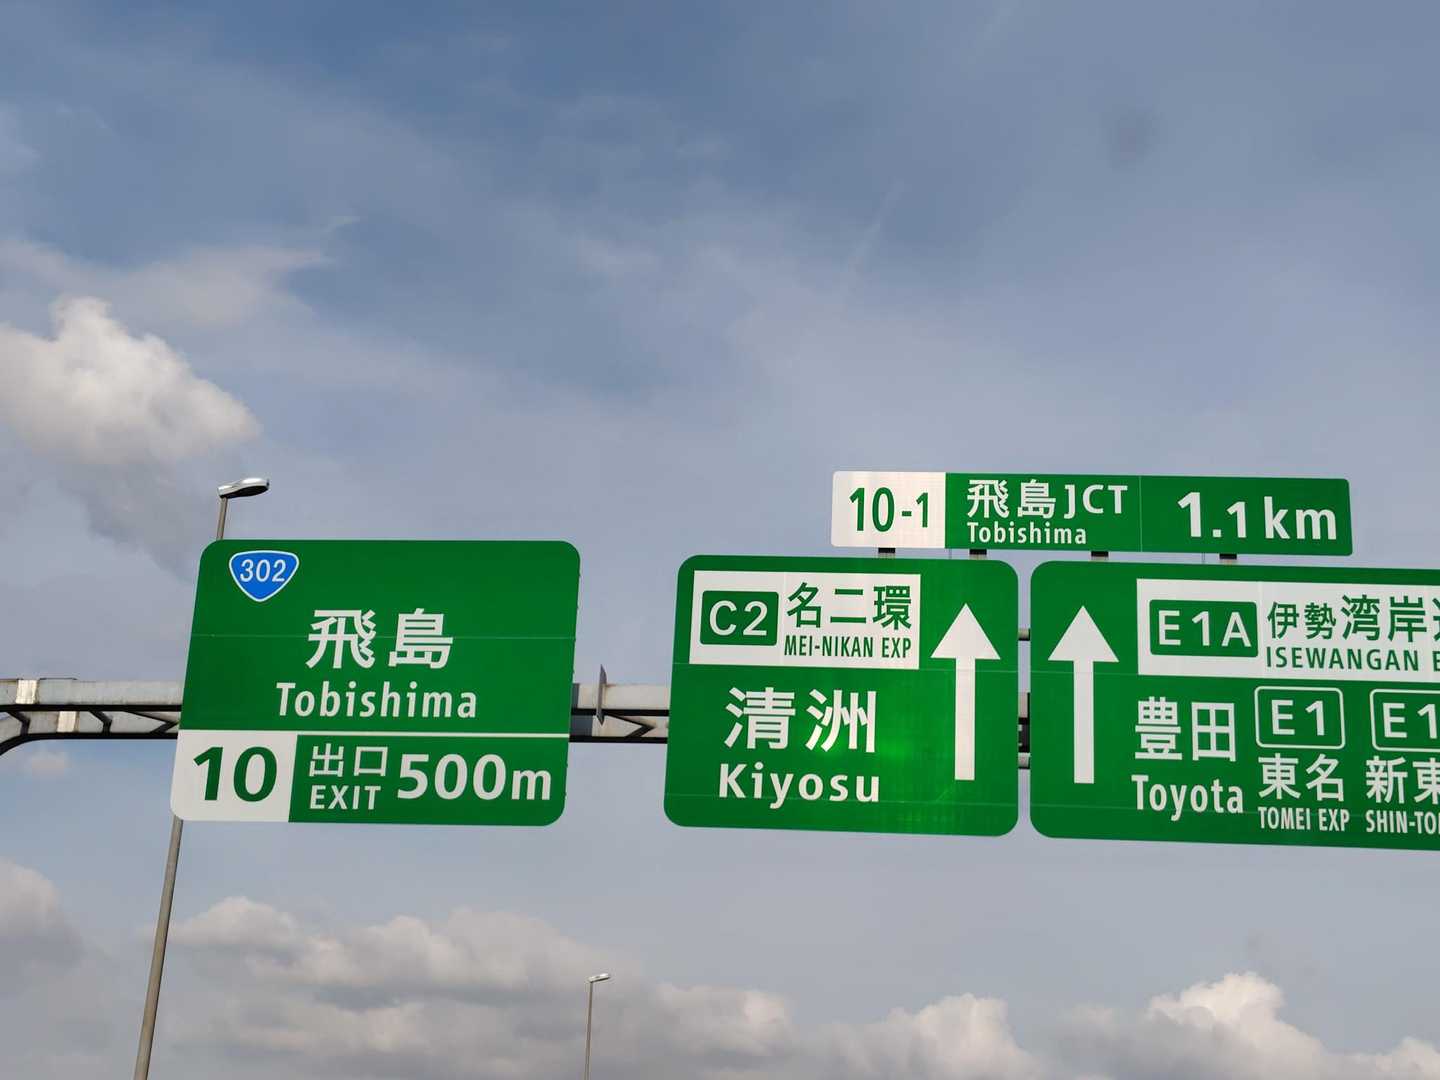 302
飛島
Tobishima
10 出口 EXIT 500m
10-1 飛島JCT Tobishima 1.1km
C2 名二環
MEI-NIKAN EXP
清洲
Kiyosu
E1A 伊勢湾岸
ISEWANGAN
豊田
Toyota
E1
東名
TOMEI EXP
E1
新東
SHIN-TO